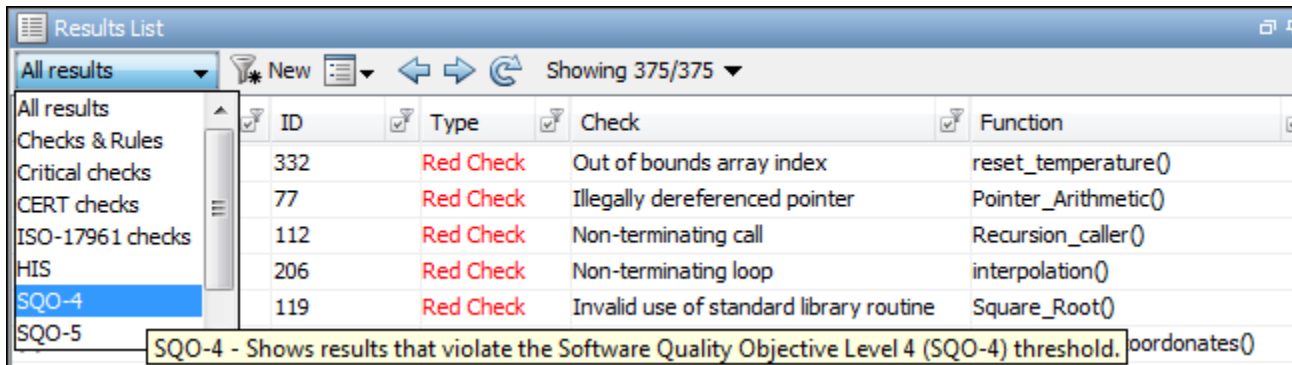 Results List
All results New Showing 375/375
All results
Checks & Rules
Critical checks
CERT checks
ISO-17961 checks
HIS
SQO-4
SQO-5
ID Type Check Function
332 Red Check Out of bounds array index reset_temperature()
77 Red Check Illegally dereferenced pointer Pointer_Arithmetic()
112 Red Check Non-terminating call Recursion_caller()
206 Red Check Non-terminating loop interpolation()
119 Red Check Invalid use of standard library routine Square_Root()
SQO-4 - Shows results that violate the Software Quality Objective Level 4 (SQO-4) threshold. oordonates()